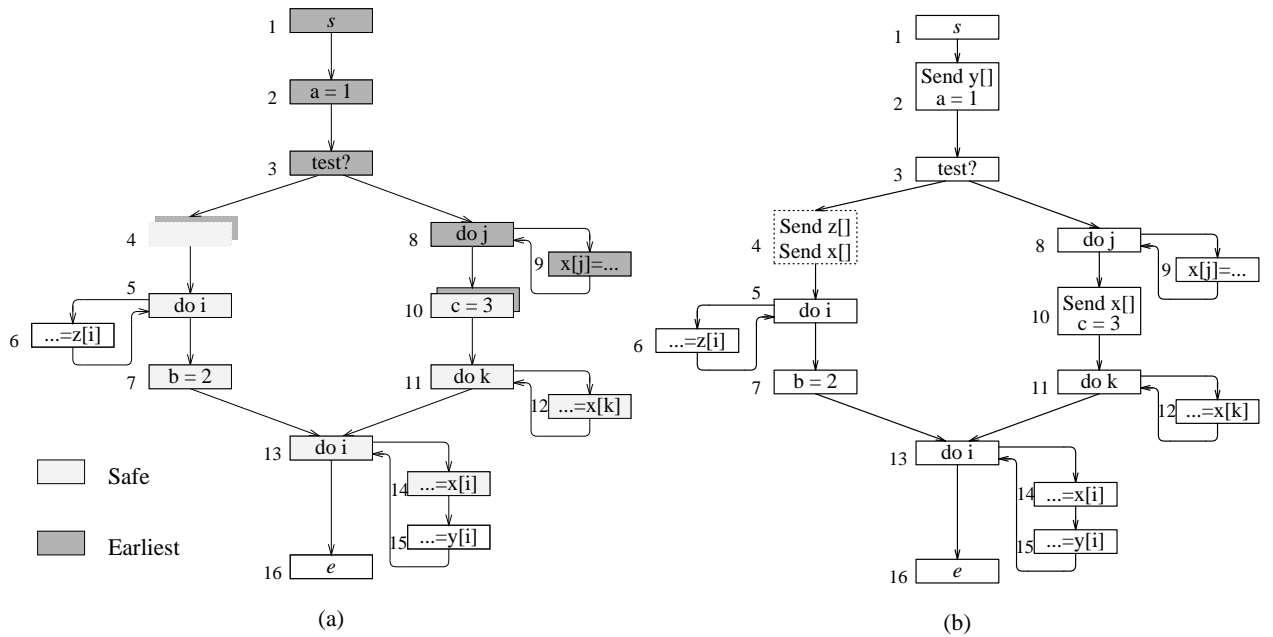 1 s
2 a = 1
3 test?
4
8 do j
9 x[j]=...
5 do i
10 c = 3
6 ...=z[i]
7 b = 2
11 do k
12 ...=x[k]
13 do i
14 ...=x[i]
15 ...=y[i]
16 e
Safe
Earliest
(a)
1 s
Send y[]
2 a = 1
3 test?
Send z[]
4 Send x[]
8 do j
9 x[j]=...
5 do i
Send x[]
10 c = 3
6 ...=z[i]
7 b = 2
11 do k
12 ...=x[k]
13 do i
14 ...=x[i]
15 ...=y[i]
16 e
(b)